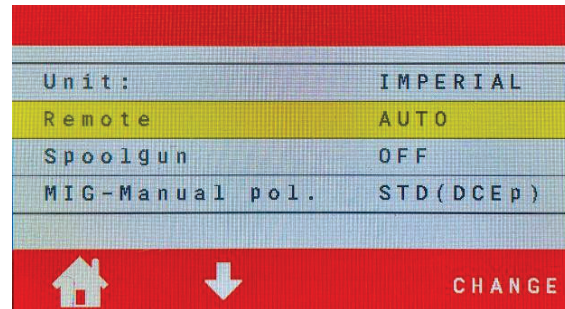 Unit: IMPERIAL
Remote AUTO
Spoolgun OFF
MIG-Manual pol. STD(DCEp)
CHANGE